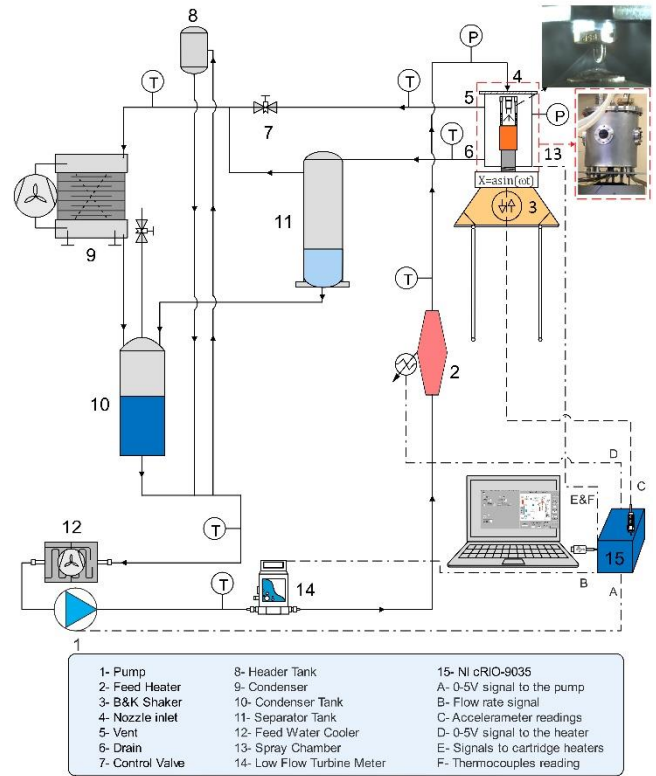 8
P
4
T
T
5
P
7
T
6
13
X=asin(ωt)
3
11
9
T
2
10
D
C
E&F
T
12
15
T
14
B
A
1
1- Pump
2- Feed Heater
3- B&K Shaker
4- Nozzle inlet
5- Vent
6- Drain
7- Control Valve
8- Header Tank
9- Condenser
10- Condenser Tank
11- Separator Tank
12- Feed Water Cooler
13- Spray Chamber
14- Low Flow Turbine Meter
15- NI cRIO-9035
A- 0-5V signal to the pump
B- Flow rate signal
C- Accelerameter readings
D- 0-5V signal to the heater
E- Signals to cartridge heaters
F- Thermocouples reading